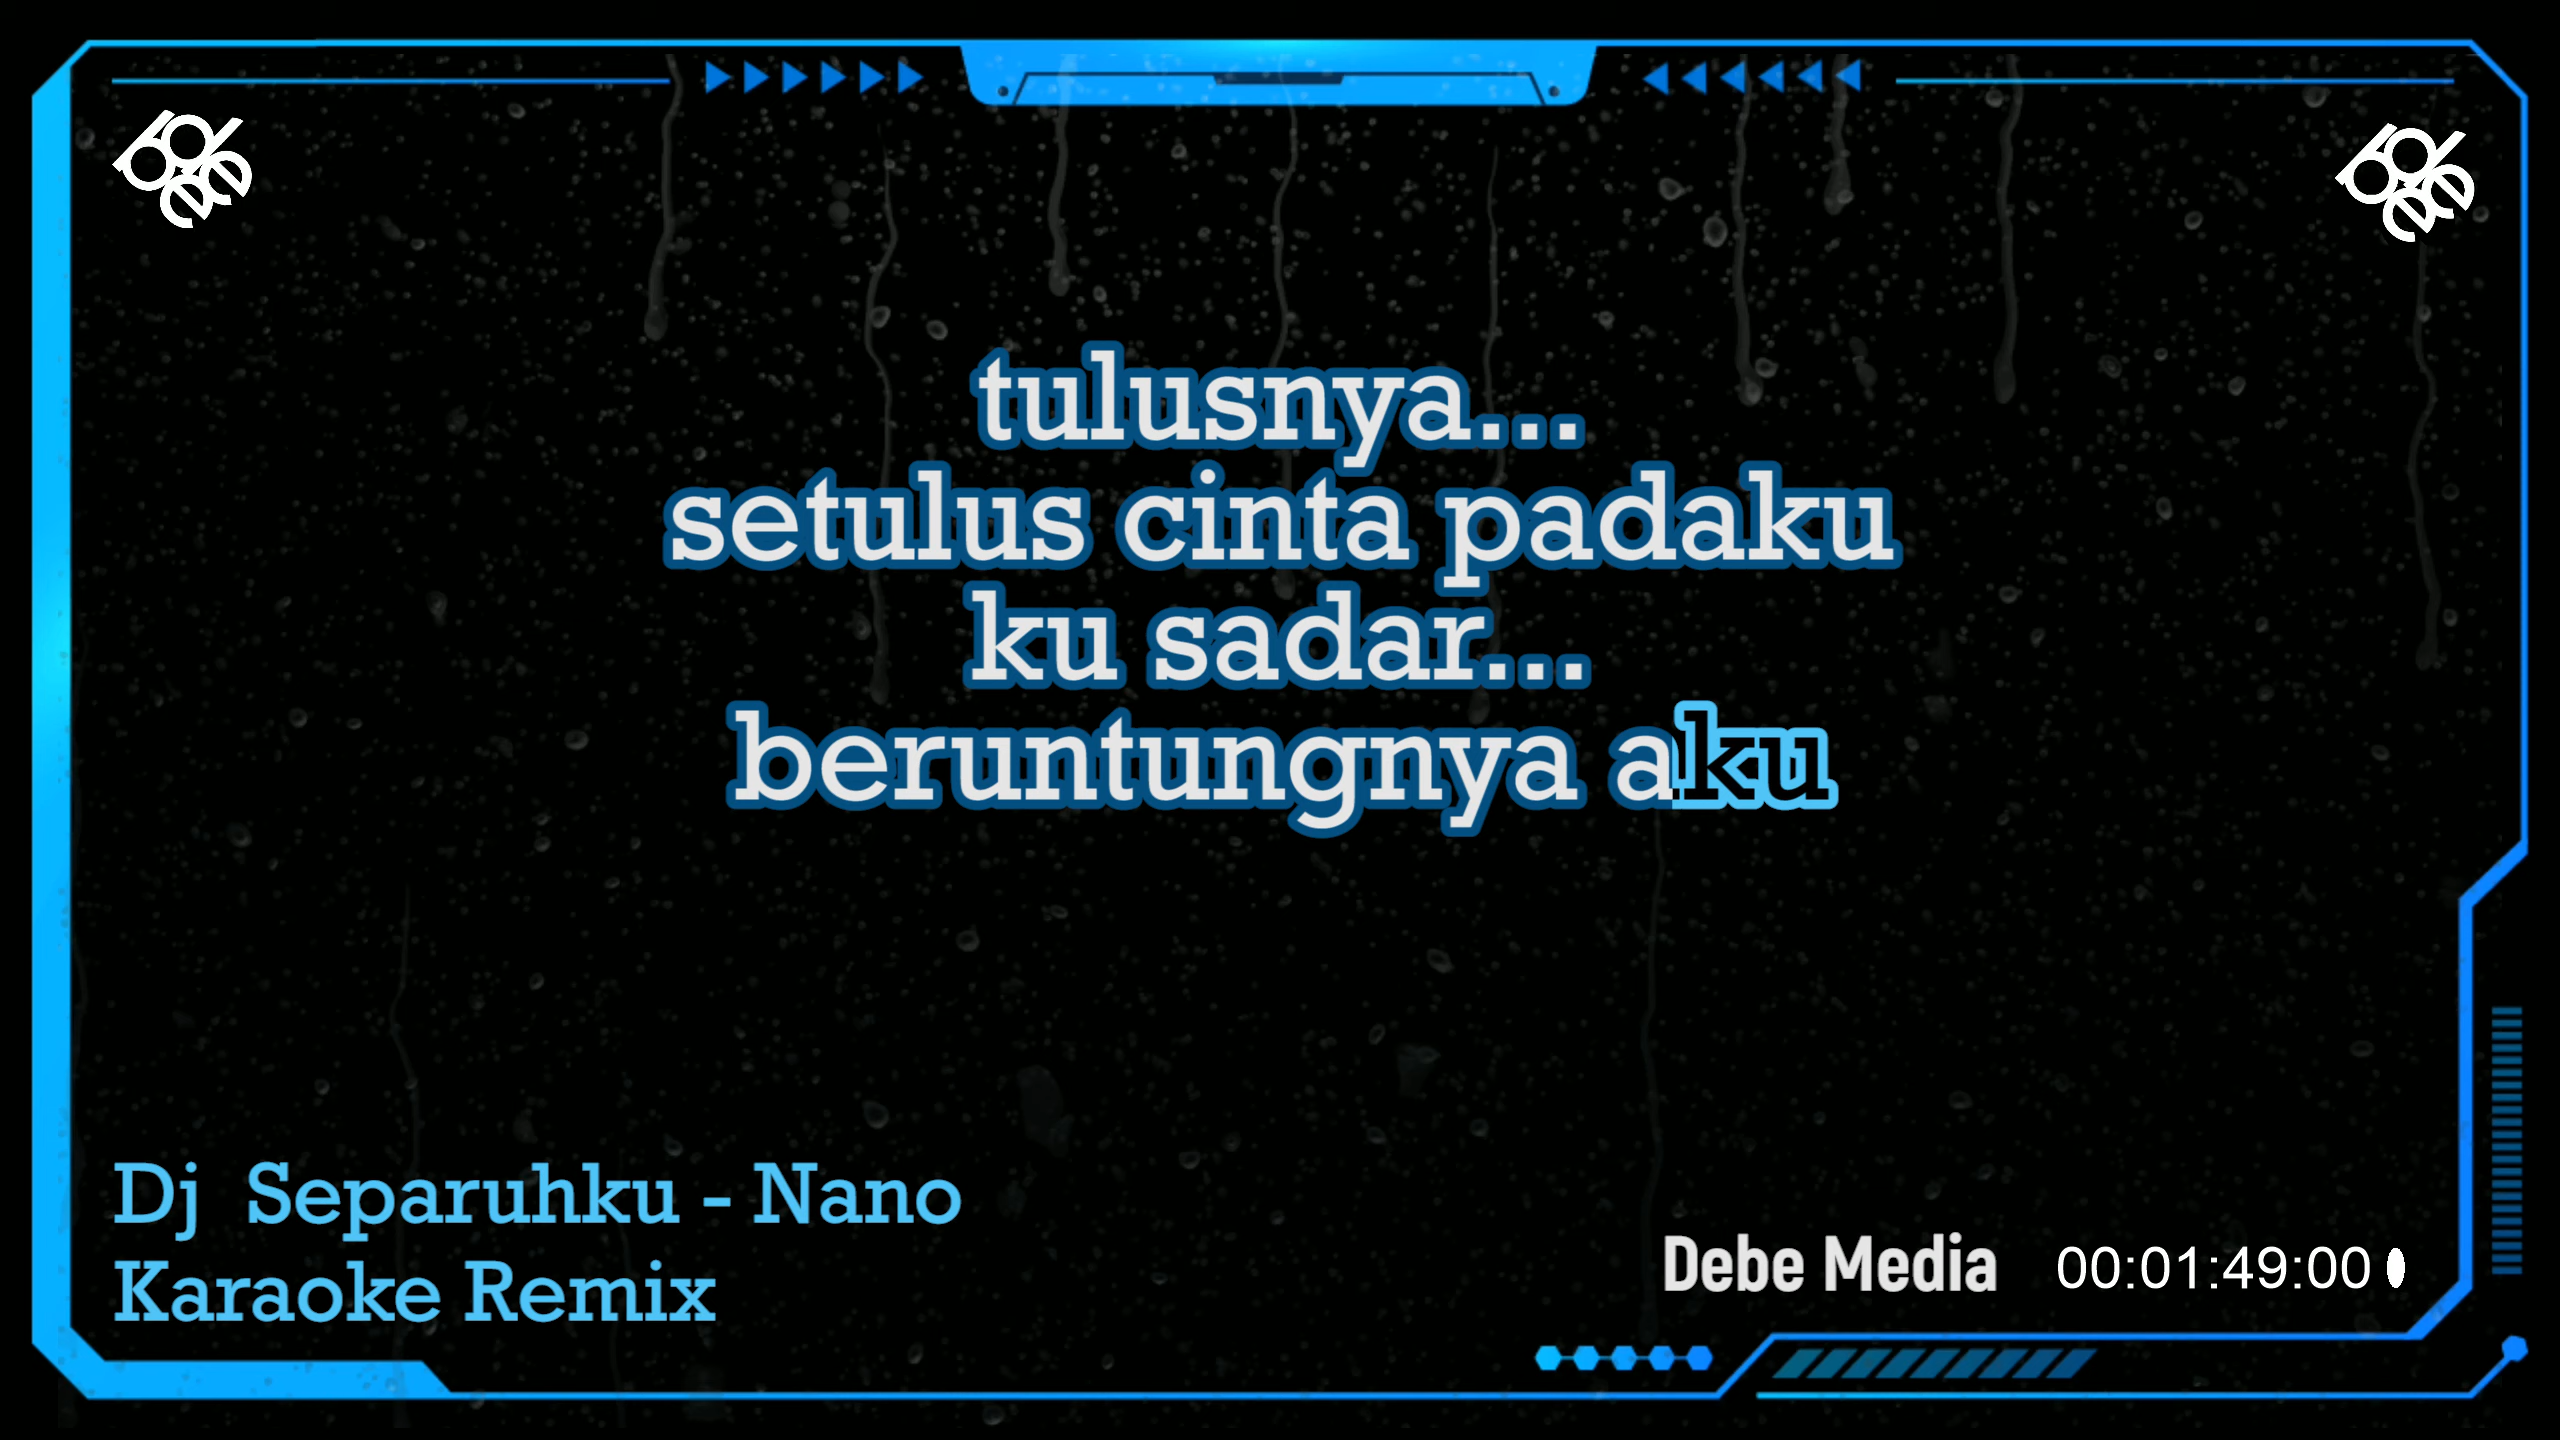 tulusnya...
setulus cinta padaku
ku sadar...
beruntungnya aku
Dj  Separuhku - Nano
Karaoke Remix
Debe Media
00:01:49:00